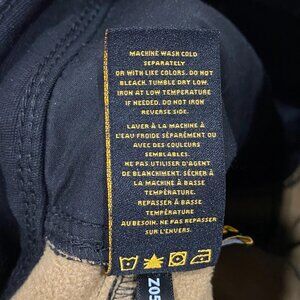 MACHINE WASH COLD
SEPARATELY
OR WITH LIKE COLORS. DO NOT
BLEACH. TUMBLE DRY LOW.
IRON AT LOW TEMPERATURE
IF NEEDED. DO NOT IRON
REVERSE SIDE.
LAVER À LA MACHINE À
L'EAU FROIDE SÉPARÉMENT OU
AVEC DES COULEURS
SEMBLABLES.
NE PAS UTILISER D'AGENT
DE BLANCHIMENT. SÉCHER À
LA MACHINE À BASSE
TEMPÉRATURE.
REPASSER À BASSE
TEMPÉRATURE
AU BESOIN. NE PAS REPASSER
SUR L'ENVERS.
Z05